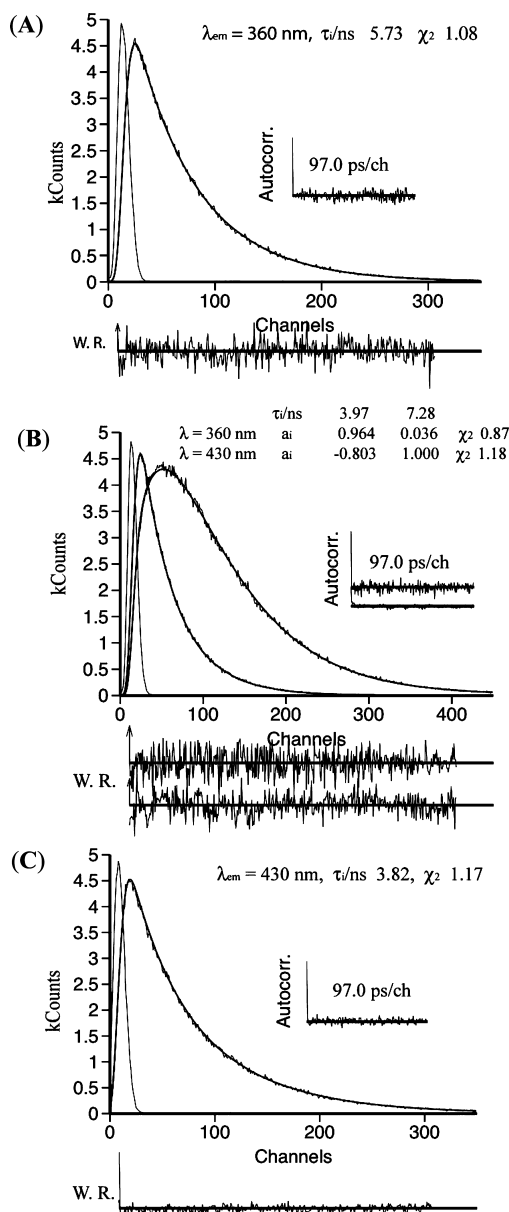 (A)
λem = 360 nm, τi/ns 5.73 χ2 1.08
5
4.5
4
3.5
3
2.5
2
1.5
1
0.5
0
kCounts
Autocorr.
97.0 ps/ch
0 100 200 300
Channels
W. R.
τi/ns 3.97 7.28
(B)
λ = 360 nm ai 0.964 0.036 χ2 0.87
λ = 430 nm ai -0.803 1.000 χ2 1.18
5
4.5
4
3.5
3
2.5
2
1.5
1
0.5
0
kCounts
Autocorr.
97.0 ps/ch
0 100 200 300 400
Channels
W. R.
(C)
λem = 430 nm, τi/ns 3.82, χ2 1.17
5
4.5
4
3.5
3
2.5
2
1.5
1
0.5
0
kCounts
Autocorr.
97.0 ps/ch
0 100 200 300
Channels
W. R.